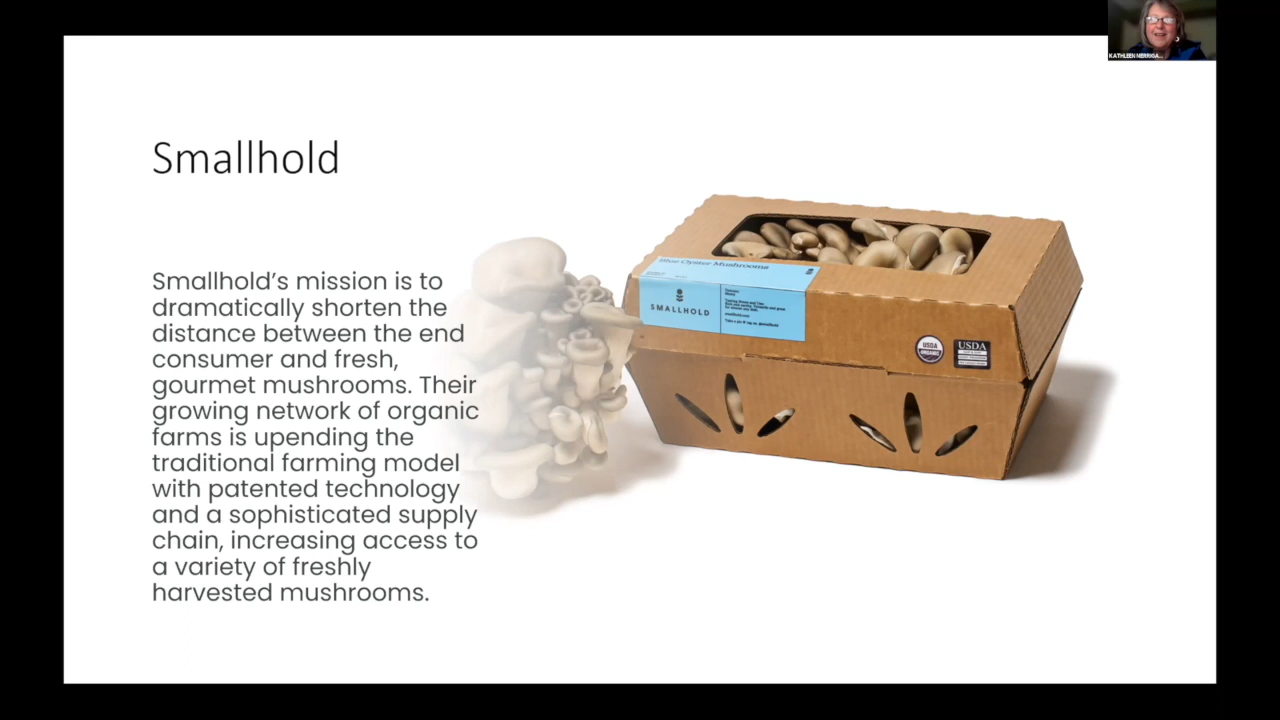 KATHLEEN MERRIGA...
Smallhold
Smallhold's mission is to
dramatically shorten the
distance between the end
consumer and fresh,
gourmet mushrooms. Their
growing network of organic
farms is upending the
traditional farming model
with patented technology
and a sophisticated supply
chain, increasing access to
a variety of freshly
harvested mushrooms.
Blue Oyster Mushrooms
SMALLHOLD
USDA
ORGANIC
USDA